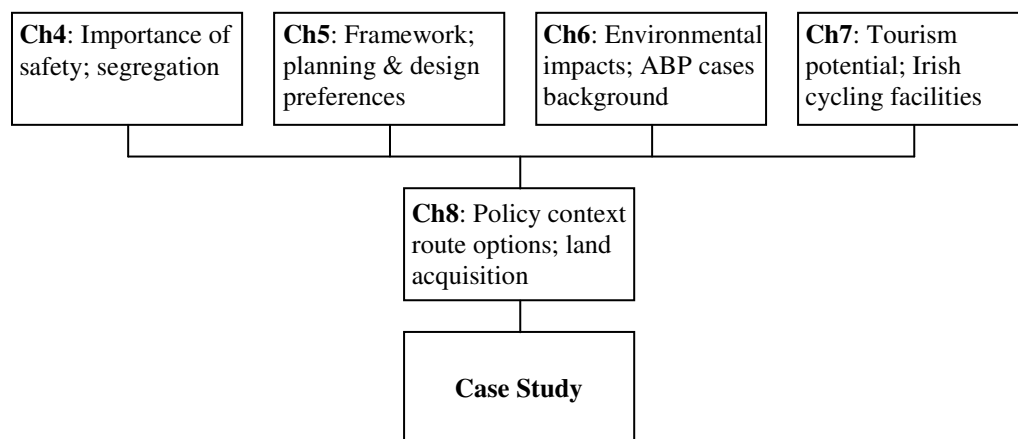 Ch4: Importance of
safety; segregation
Ch5: Framework;
planning & design
preferences
Ch6: Environmental
impacts; ABP cases
background
Ch7: Tourism
potential; Irish
cycling facilities
Ch8: Policy context
route options; land
acquisition
Case Study